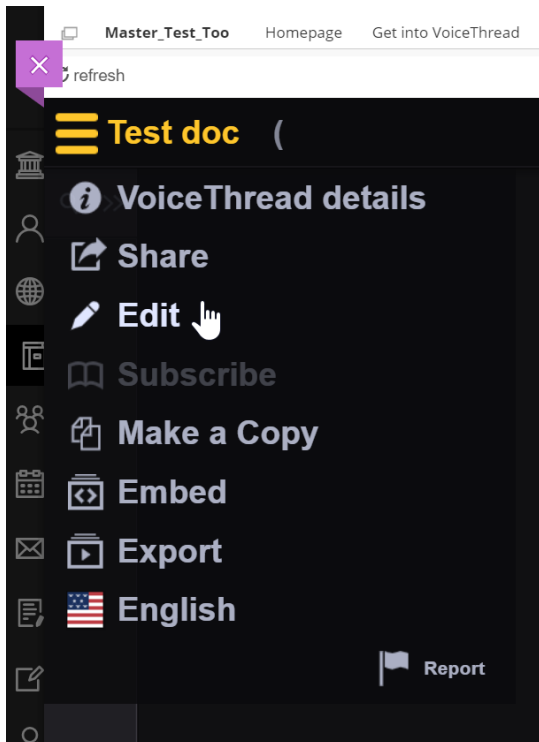 Master_Test_Too Homepage Get into VoiceThread
refresh
Test doc (
VoiceThread details
Share
Edit
Subscribe
Make a Copy
Embed
Export
English
Report